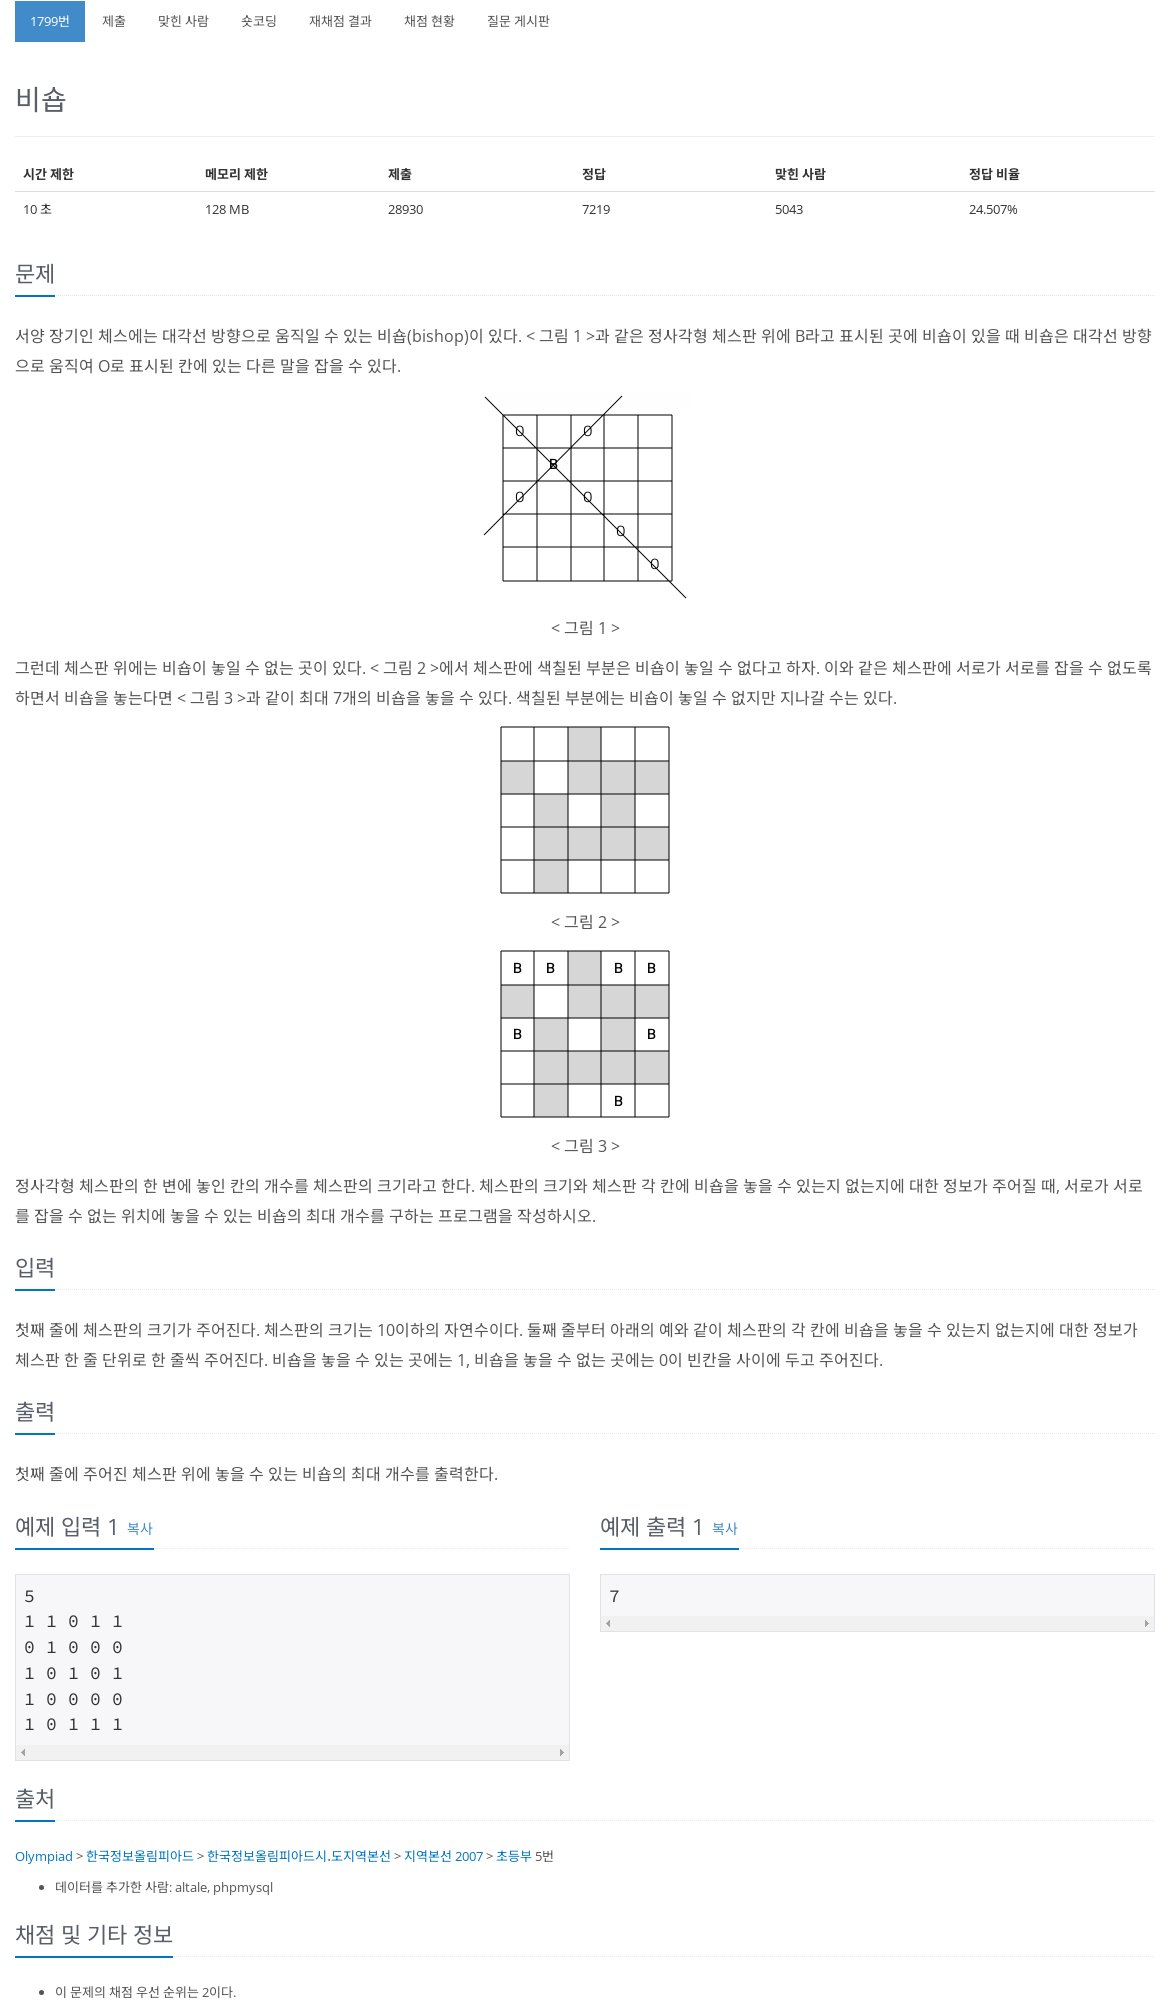 1799번 제출 맞힌 사람 숏코딩 재채점 결과 채점 현황 질문 게시판
비숍
시간 제한 메모리 제한 제출 정답 맞힌 사람 정답 비율
10 초 128 MB 28930 7219 5043 24.507%
문제
서양 장기인 체스에는 대각선 방향으로 움직일 수 있는 비숍(bishop)이 있다. < 그림 1 >과 같은 정사각형 체스판 위에 B라고 표시된 곳에 비숍이 있을 때 비숍은 대각선 방향
으로 움직여 O로 표시된 칸에 있는 다른 말을 잡을 수 있다.
O O
B
O O
O
O
< 그림 1 >
그런데 체스판 위에는 비숍이 놓일 수 없는 곳이 있다. < 그림 2 >에서 체스판에 색칠된 부분은 비숍이 놓일 수 없다고 하자. 이와 같은 체스판에 서로가 서로를 잡을 수 없도록
하면서 비숍을 놓는다면 < 그림 3 >과 같이 최대 7개의 비숍을 놓을 수 있다. 색칠된 부분에는 비숍이 놓일 수 없지만 지나갈 수는 있다.
< 그림 2 >
B B B B
B B
B
< 그림 3 >
정사각형 체스판의 한 변에 놓인 칸의 개수를 체스판의 크기라고 한다. 체스판의 크기와 체스판 각 칸에 비숍을 놓을 수 있는지 없는지에 대한 정보가 주어질 때, 서로가 서로
를 잡을 수 없는 위치에 놓을 수 있는 비숍의 최대 개수를 구하는 프로그램을 작성하시오.
입력
첫째 줄에 체스판의 크기가 주어진다. 체스판의 크기는 10이하의 자연수이다. 둘째 줄부터 아래의 예와 같이 체스판의 각 칸에 비숍을 놓을 수 있는지 없는지에 대한 정보가
체스판 한 줄 단위로 한 줄씩 주어진다. 비숍을 놓을 수 있는 곳에는 1, 비숍을 놓을 수 없는 곳에는 0이 빈칸을 사이에 두고 주어진다.
출력
첫째 줄에 주어진 체스판 위에 놓을 수 있는 비숍의 최대 개수를 출력한다.
예제 입력 1 복사
5
1 1 0 1 1
0 1 0 0 0
1 0 1 0 1
1 0 0 0 0
1 0 1 1 1
예제 출력 1 복사
7
출처
Olympiad > 한국정보올림피아드 > 한국정보올림피아드시.도지역본선 > 지역본선 2007 > 초등부 5번
데이터를 추가한 사람: altale, phpmysql
채점 및 기타 정보
이 문제의 채점 우선 순위는 2이다.